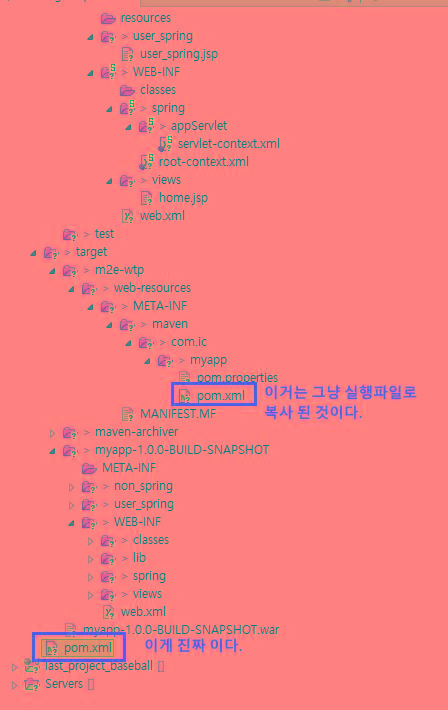 resources
> user_spring
user_spring.jsp
> WEB-INF
classes
> spring
> appServlet
servlet-context.xml
root-context.xml
> views
home.jsp
web.xml
> test
> target
> m2e-wtp
> web-resources
> META-INF
> maven
> com.ic
> myapp
pom.properties
pom.xml 이거는 그냥 실행파일로
복사 된 것이다.
MANIFEST.MF
> maven-archiver
> myapp-1.0.0-BUILD-SNAPSHOT
META-INF
> non_spring
> user_spring
> WEB-INF
> classes
> lib
> spring
> views
web.xml
myapp-1.0.0-BUILD-SNAPSHOT.war
pom.xml 이게 진짜 이다.
last_project_baseball []
Servers []